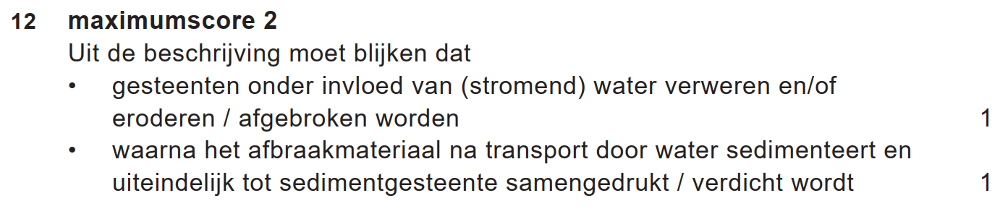 12 maximumscore 2
Uit de beschrijving moet blijken dat
• gesteenten onder invloed van (stromend) water verweren en/of
eroderen / afgebroken worden 1
• waarna het afbraakmateriaal na transport door water sedimenteert en
uiteindelijk tot sedimentgesteente samengedrukt / verdicht wordt 1